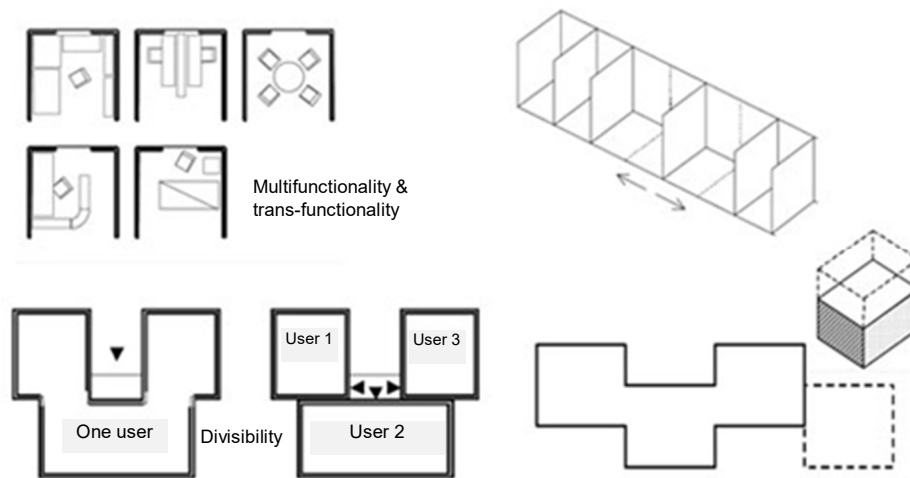 Multifunctionality &
trans-functionality
User 1
User 3
One user
Divisibility
User 2